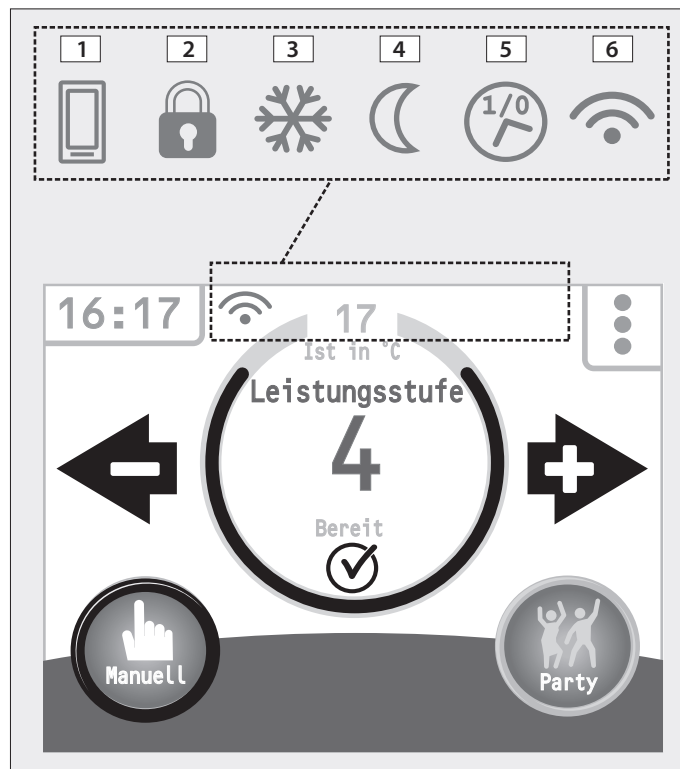 1 2 3 4 5 6
1/0
16:17
17
Ist in °C
Leistungsstufe
4
Bereit
Manuell
Party